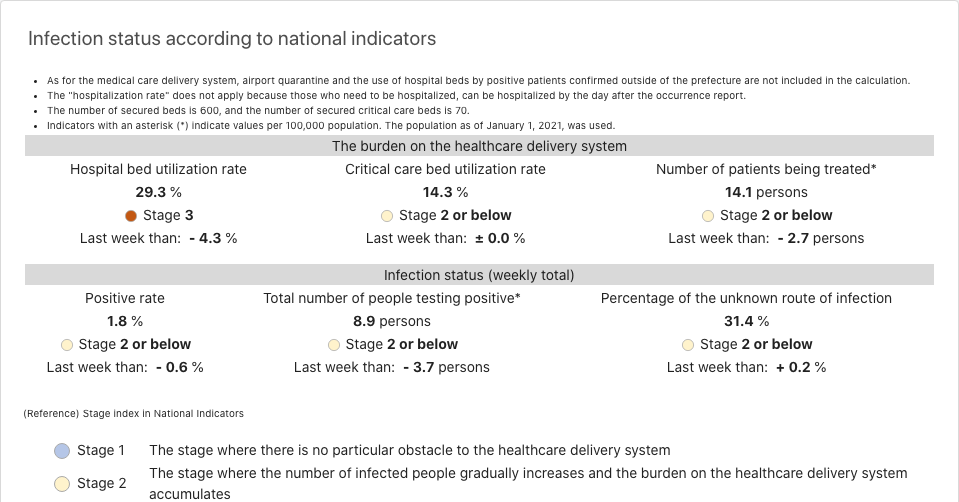 Infection status according to national indicators
• As for the medical care delivery system, airport quarantine and the use of hospital beds by positive patients confirmed outside of the prefecture are not included in the calculation.
• The "hospitalization rate" does not apply because those who need to be hospitalized, can be hospitalized by the day after the occurrence report.
• The number of secured beds is 600, and the number of secured critical care beds is 70.
• Indicators with an asterisk (*) indicate values per 100,000 population. The population as of January 1, 2021, was used.
The burden on the healthcare delivery system
Hospital bed utilization rate Critical care bed utilization rate Number of patients being treated*
29.3 % 14.3 % 14.1 persons
Stage 3 Stage 2 or below Stage 2 or below
Last week than: - 4.3 % Last week than: ± 0.0 % Last week than: - 2.7 persons
Infection status (weekly total)
Positive rate Total number of people testing positive* Percentage of the unknown route of infection
1.8 % 8.9 persons 31.4 %
Stage 2 or below Stage 2 or below Stage 2 or below
Last week than: - 0.6 % Last week than: - 3.7 persons Last week than: + 0.2 %
(Reference) Stage index in National Indicators
Stage 1 The stage where there is no particular obstacle to the healthcare delivery system
Stage 2 The stage where the number of infected people gradually increases and the burden on the healthcare delivery system
accumulates